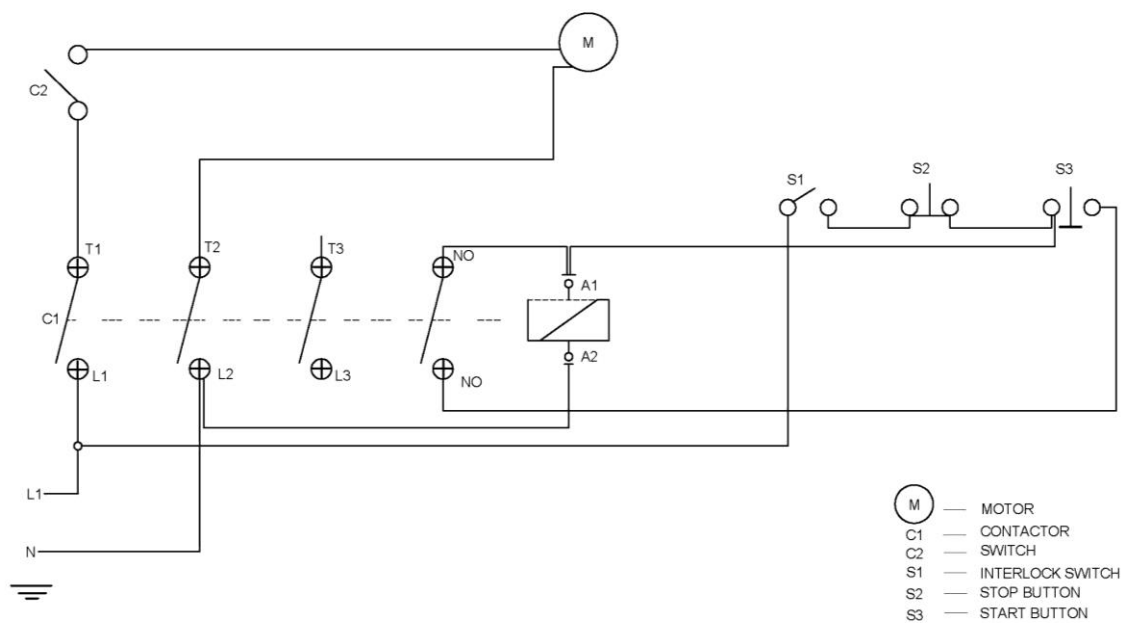 M
C2
S1 S2 S3
T1 T2 T3 NO
A1
C1
A2
L1 L2 L3 NO
L1
N
M — MOTOR
C1 — CONTACTOR
C2 — SWITCH
S1 — INTERLOCK SWITCH
S2 — STOP BUTTON
S3 — START BUTTON